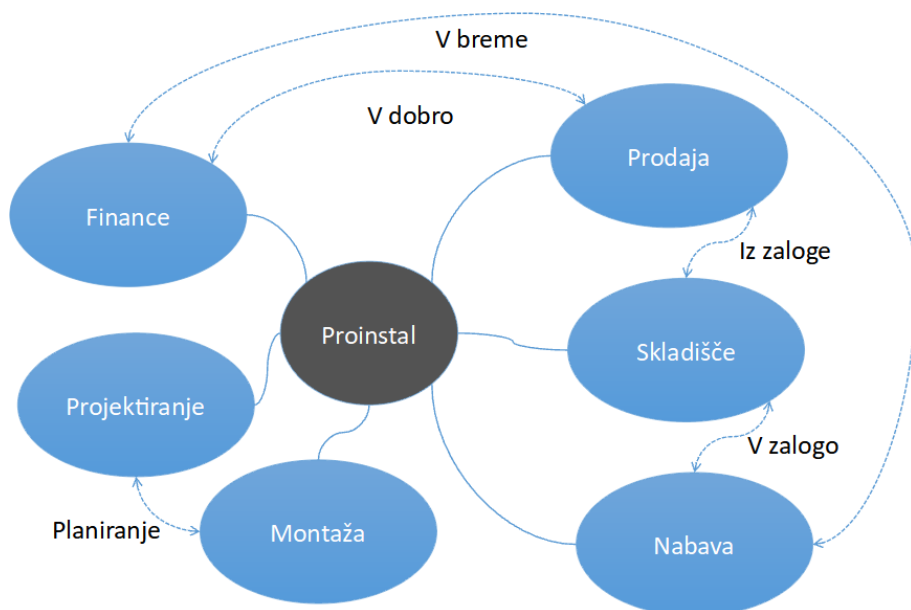 V breme
V dobro
Prodaja
Finance
Iz zaloge
Proinstal
Skladišče
Projektiranje
V zalogo
Planiranje
Montaža
Nabava